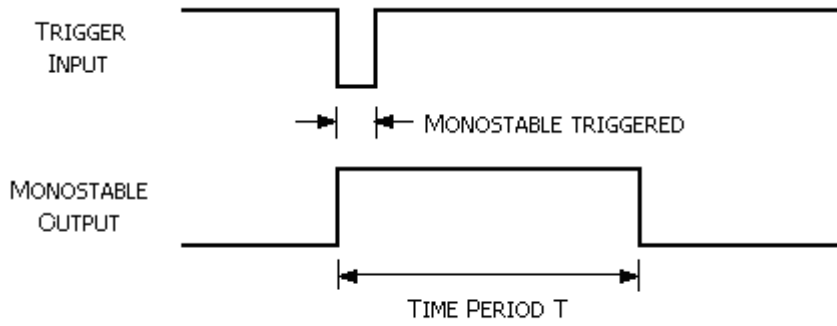 TRIGGER
INPUT
MONOSTABLE TRIGGERED
MONOSTABLE
OUTPUT
TIME PERIOD T